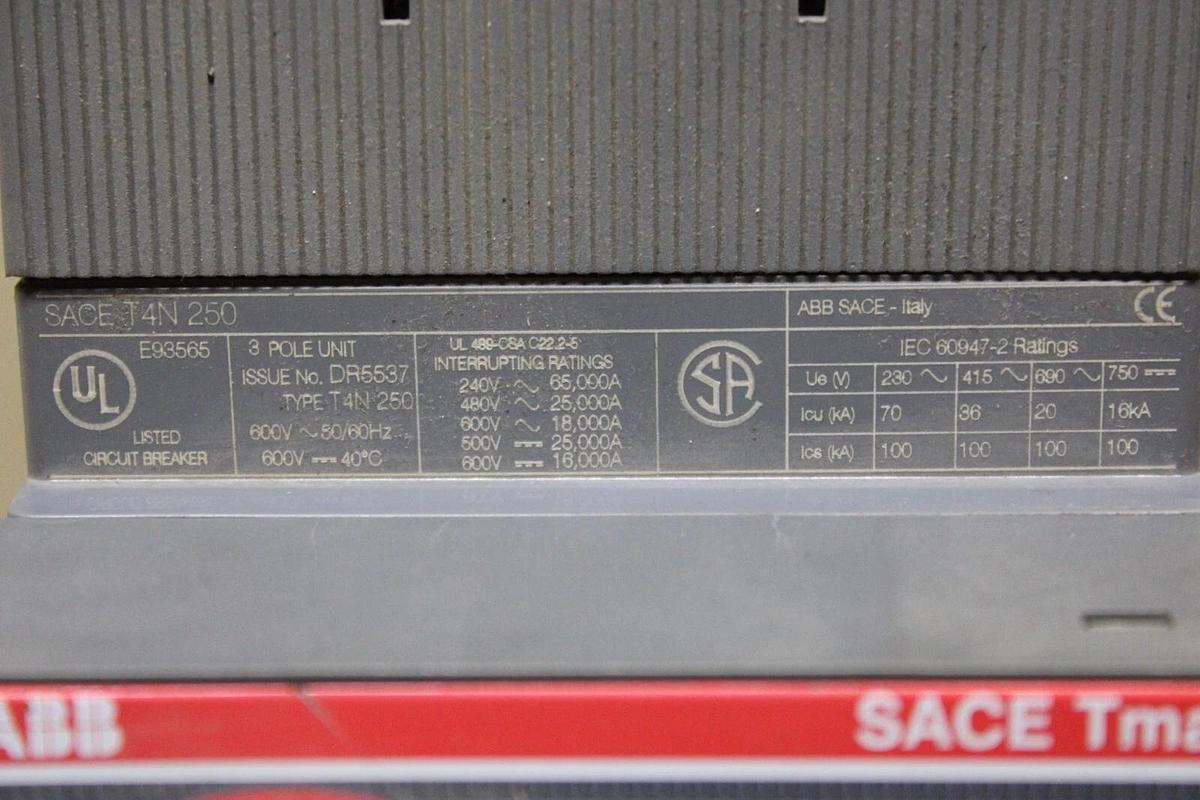 SACE T4N 250
ABB SACE - Italy CE
UL
E93565
LISTED
CIRCUIT BREAKER
3 POLE UNIT
ISSUE No. DR5537
TYPE T4N 250
600V ~ 50/60Hz
600V ⎓ 40°C
UL 489-CSA C22.2-5
INTERRUPTING RATINGS
240V ~ 65,000A
480V ~ 25,000A
600V ~ 18,000A
500V ⎓ 25,000A
600V ⎓ 16,000A
SA
IEC 60947-2 Ratings
Ue (V) 230 ~ 415 ~ 690 ~ 750 ⎓
Icu (kA) 70 36 20 16kA
Ics (kA) 100 100 100 100
ABB SACE Tma